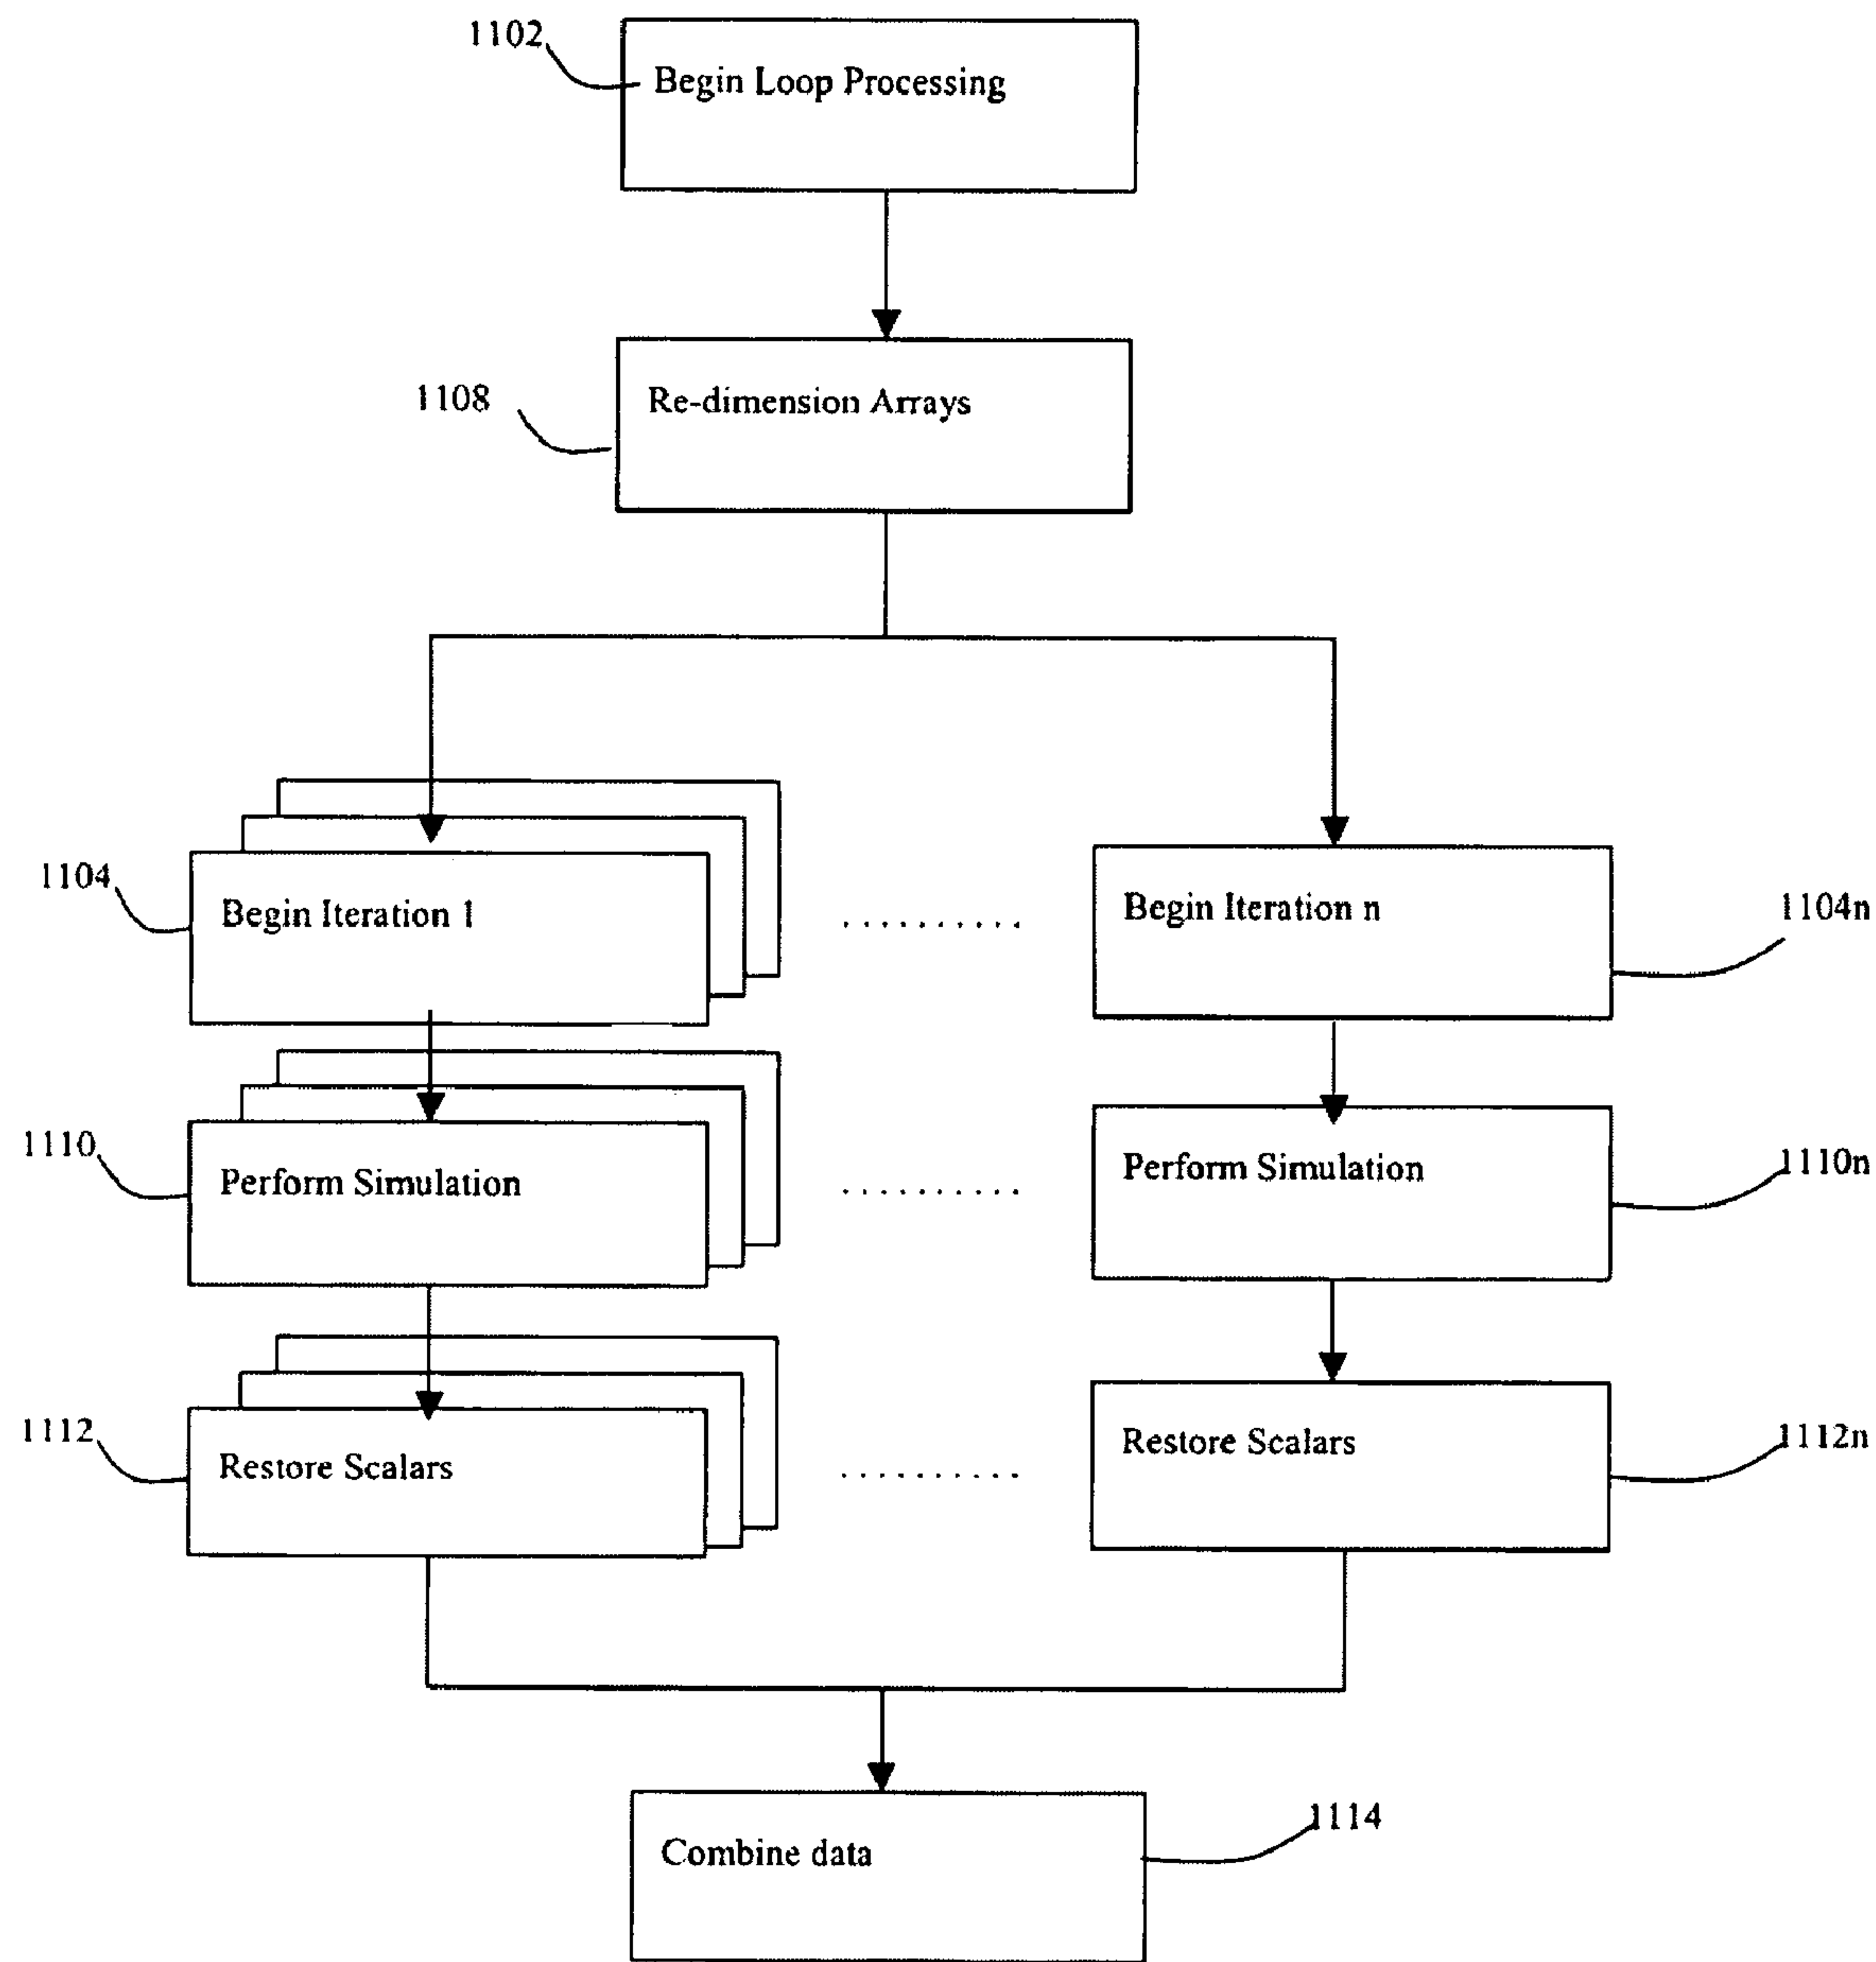 1102
Begin Loop Processing
1108
Re-dimension Arrays
1104
Begin Iteration 1
..........
Begin Iteration n
1104n
1110
Perform Simulation
..........
Perform Simulation
1110n
1112
Restore Scalars
..........
Restore Scalars
1112n
Combine data
1114